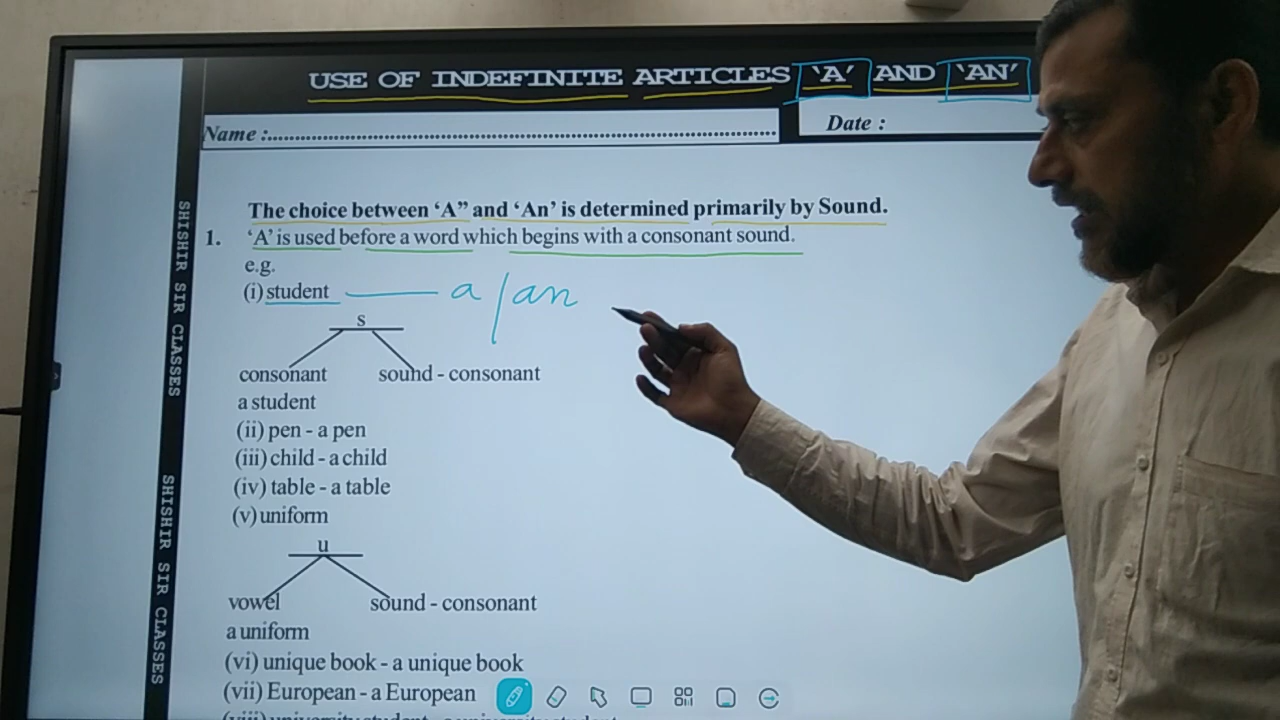 USE OF INDEFINITE ARTICLES ‘A’ AND ‘AN’
Name :
Date :
The choice between ‘A” and ‘An’ is determined primarily by Sound.
1. ‘A’ is used before a word which begins with a consonant sound.
e.g.
(i) student a / an
s
consonant sound - consonant
a student
(ii) pen - a pen
(iii) child - a child
(iv) table - a table
(v) uniform
u
vowel sound - consonant
a uniform
(vi) unique book - a unique book
(vii) European - a European
SHISHIR SIR CLASSES
SHISHIR SIR CLASSES